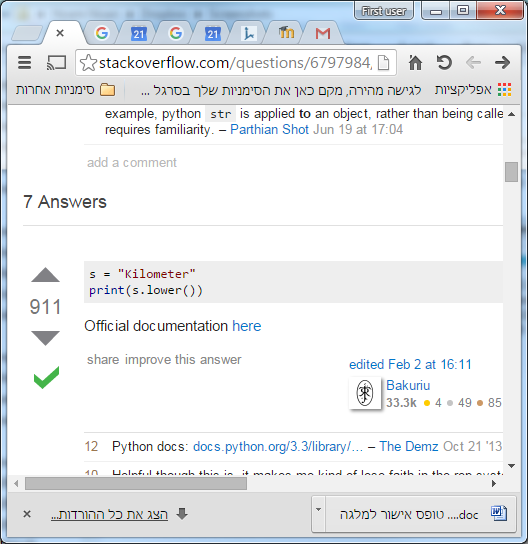 First user
21
21
stackoverflow.com/questions/6797984,
אפליקציות לגישה מהירה, מקם כאן את הסימניות שלך בסרגל ... סימניות אחרות
example, python str is applied to an object, rather than being calle
requires familiarity. – Parthian Shot Jun 19 at 17:04
add a comment
7 Answers
911
s = "Kilometer"
print(s.lower())
Official documentation here
share improve this answer
edited Feb 2 at 16:11
Bakuriu
33.3k 4 49 85
12 Python docs: docs.python.org/3.3/library/… – The Demz Oct 21 '13
10 Helpful though this is, it makes me kind of lose faith in the
הצג את כל ההורדות...
טופס אישור למלגה ....doc